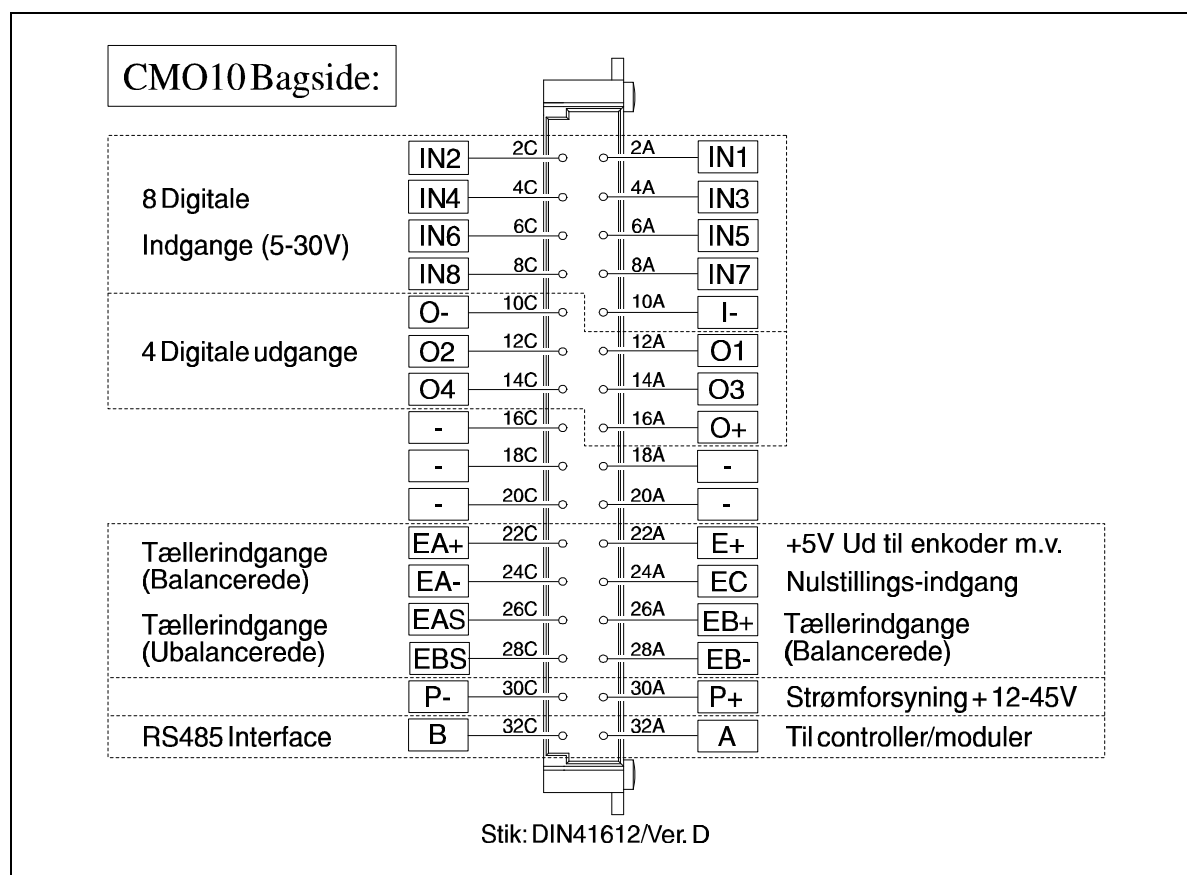 CMO10 Bagside:
IN2 2C 2A IN1
8 Digitale IN4 4C 4A IN3
Indgange (5-30V) IN6 6C 6A IN5
IN8 8C 8A IN7
O- 10C 10A I-
4 Digitale udgange O2 12C 12A O1
O4 14C 14A O3
- 16C 16A O+
- 18C 18A -
- 20C 20A -
Tællerindgange EA+ 22C 22A E+ +5V Ud til enkoder m.v.
(Balancerede) EA- 24C 24A EC Nulstillings-indgang
Tællerindgange EAS 26C 26A EB+ Tællerindgange
(Ubalancerede) EBS 28C 28A EB- (Balancerede)
P- 30C 30A P+ Strømforsyning + 12-45V
RS485 Interface B 32C 32A A Til controller/moduler
Stik: DIN41612/Ver. D